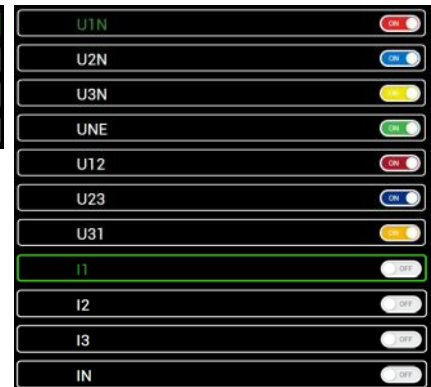 U1N ON
U2N ON
U3N ON
UNE ON
U12 ON
U23 ON
U31 ON
I1 OFF
I2 OFF
I3 OFF
IN OFF